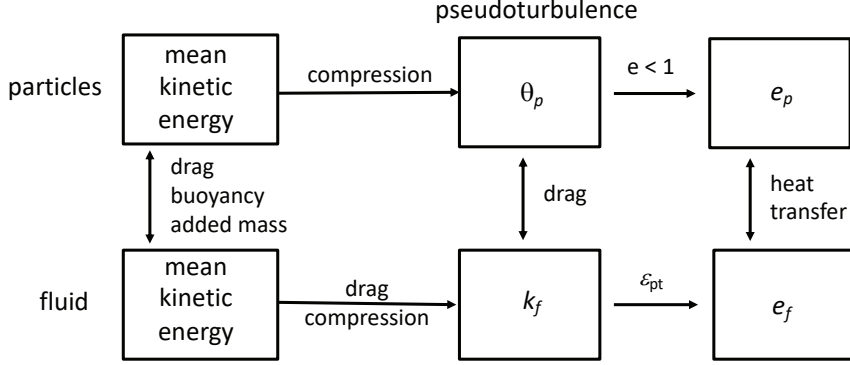 pseudoturbulence
particles
mean
kinetic
energy
compression
θp
e < 1
ep
drag
buoyancy
added mass
drag
heat
transfer
fluid
mean
kinetic
energy
drag
compression
kf
εpt
ef